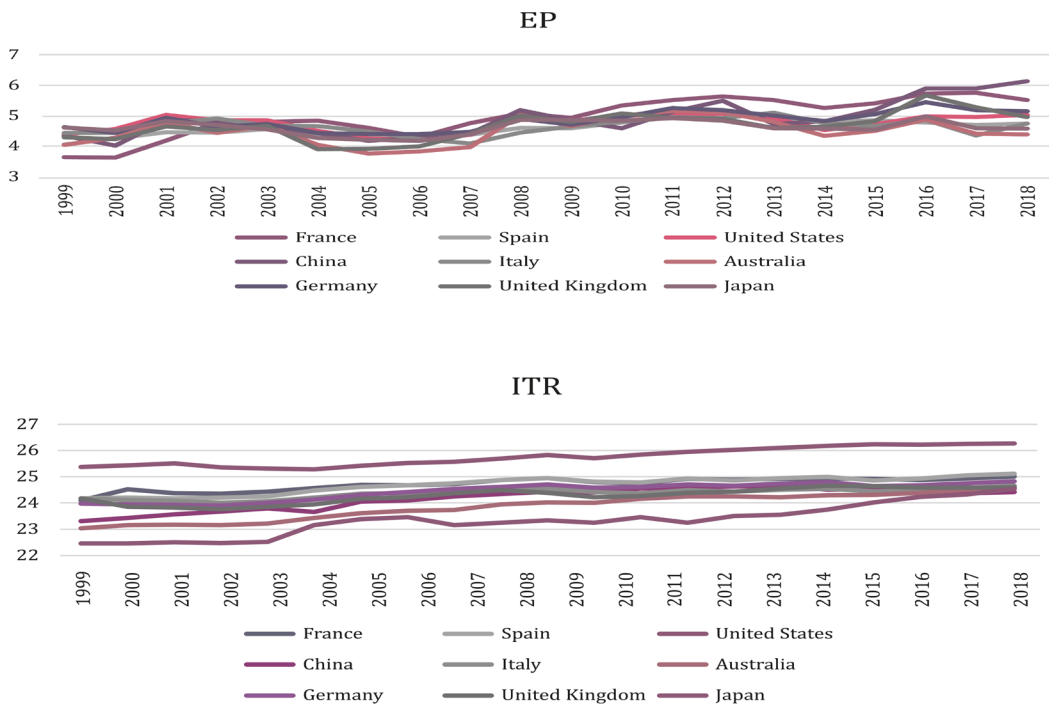 EP
7
6
5
4
3
1999 2000 2001 2002 2003 2004 2005 2006 2007 2008 2009 2010 2011 2012 2013 2014 2015 2016 2017 2018
France Spain United States
China Italy Australia
Germany United Kingdom Japan
ITR
27
26
25
24
23
22
1999 2000 2001 2002 2003 2004 2005 2006 2007 2008 2009 2010 2011 2012 2013 2014 2015 2016 2017 2018
France Spain United States
China Italy Australia
Germany United Kingdom Japan